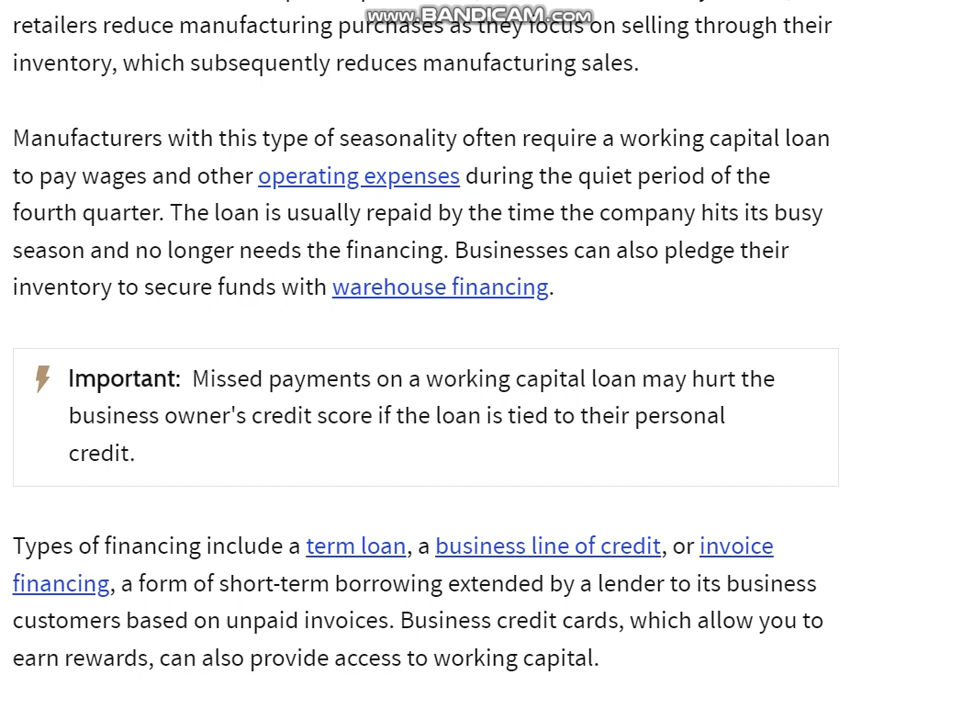 www.BANDICAM.com
retailers reduce manufacturing purchases as they focus on selling through their
inventory, which subsequently reduces manufacturing sales.
Manufacturers with this type of seasonality often require a working capital loan
to pay wages and other operating expenses during the quiet period of the
fourth quarter. The loan is usually repaid by the time the company hits its busy
season and no longer needs the financing. Businesses can also pledge their
inventory to secure funds with warehouse financing.
Important: Missed payments on a working capital loan may hurt the
business owner's credit score if the loan is tied to their personal
credit.
Types of financing include a term loan, a business line of credit, or invoice
financing, a form of short-term borrowing extended by a lender to its business
customers based on unpaid invoices. Business credit cards, which allow you to
earn rewards, can also provide access to working capital.